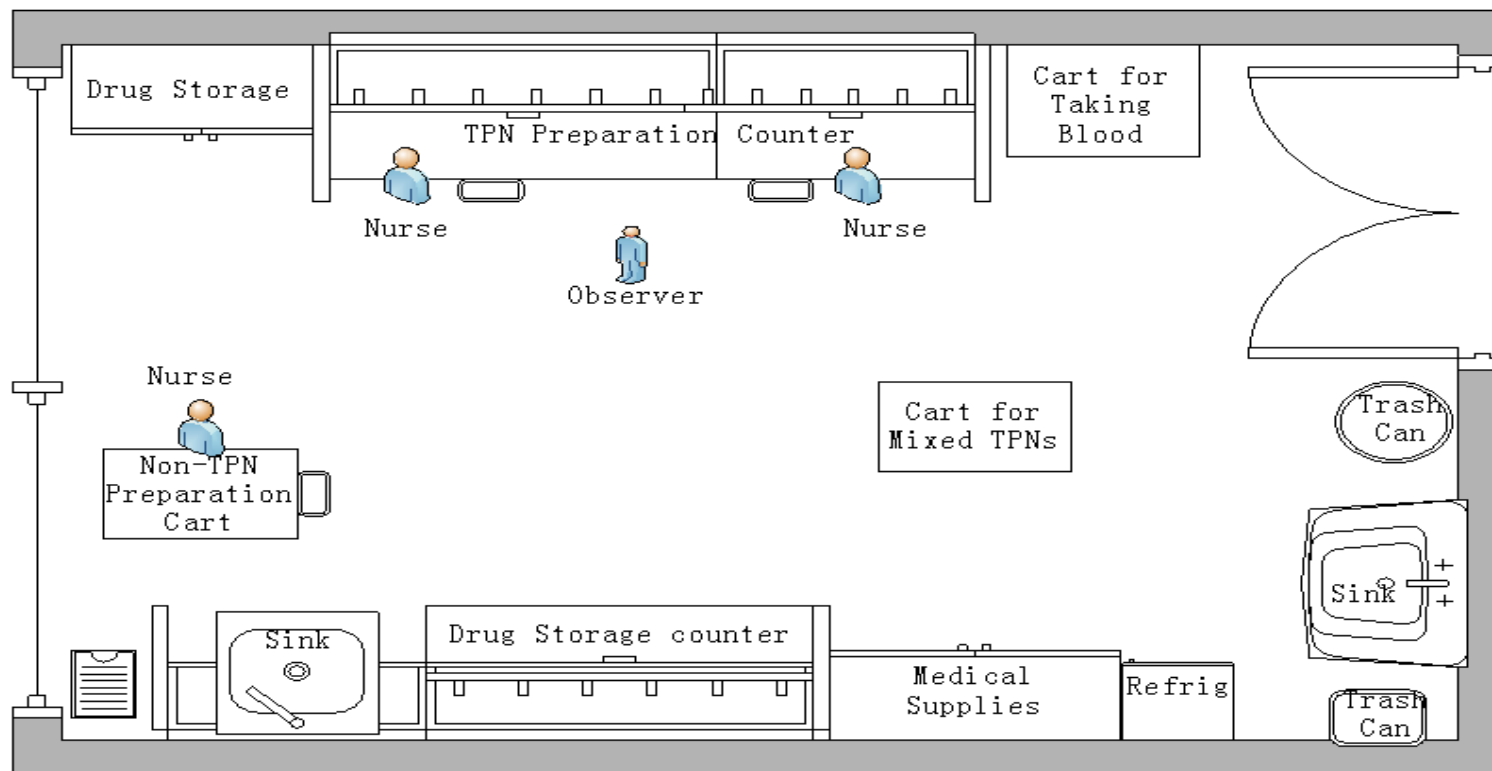 Drug Storage
Cart for
Taking
Blood
TPN Preparation Counter
Nurse
Nurse
Observer
Nurse
Cart for
Mixed TPNs
Trash
Can
Non-TPN
Preparation
Cart
Sink
Sink
Drug Storage counter
Medical
Supplies
Refrig
Trash
Can